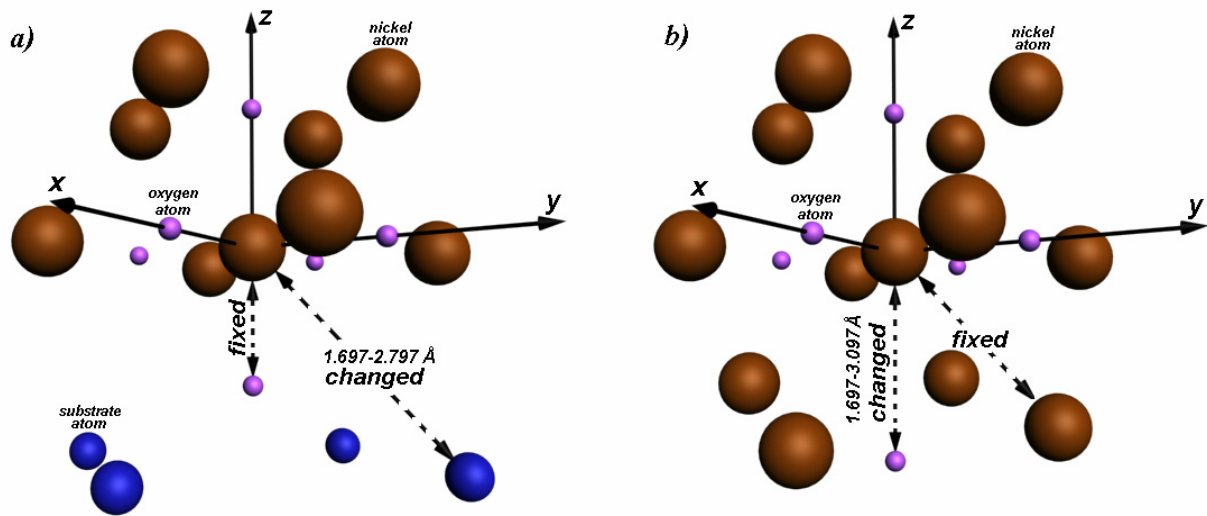 a)
z
nickel
atom
x
oxygen
atom
y
fixed
1.697-2.797 Å
changed
substrate
atom
b)
z
nickel
atom
x
oxygen
atom
y
1.697-3.097 Å
changed
fixed